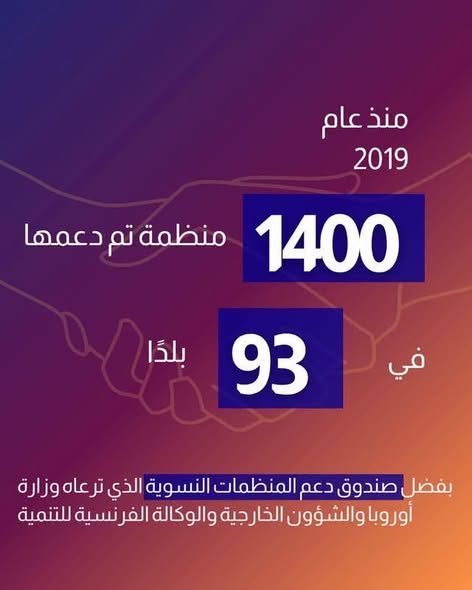 منذ عام
2019
1400 منظمة تم دعمها
في 93 بلدًا
بفضل صندوق دعم المنظمات النسوية الذي ترعاه وزارة
أوروبا والشؤون الخارجية والوكالة الفرنسية للتنمية